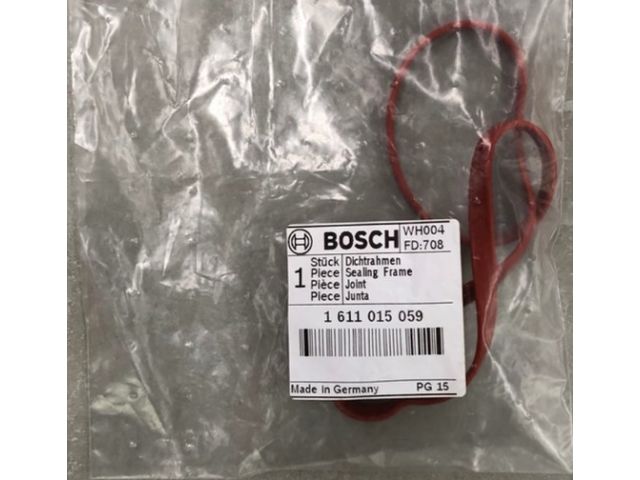 BOSCH WH004
FD:708
1 Stück Dichtrahmen
Piece Sealing Frame
Pièce Joint
Piece Junta
1 611 015 059
Made in Germany PG 15